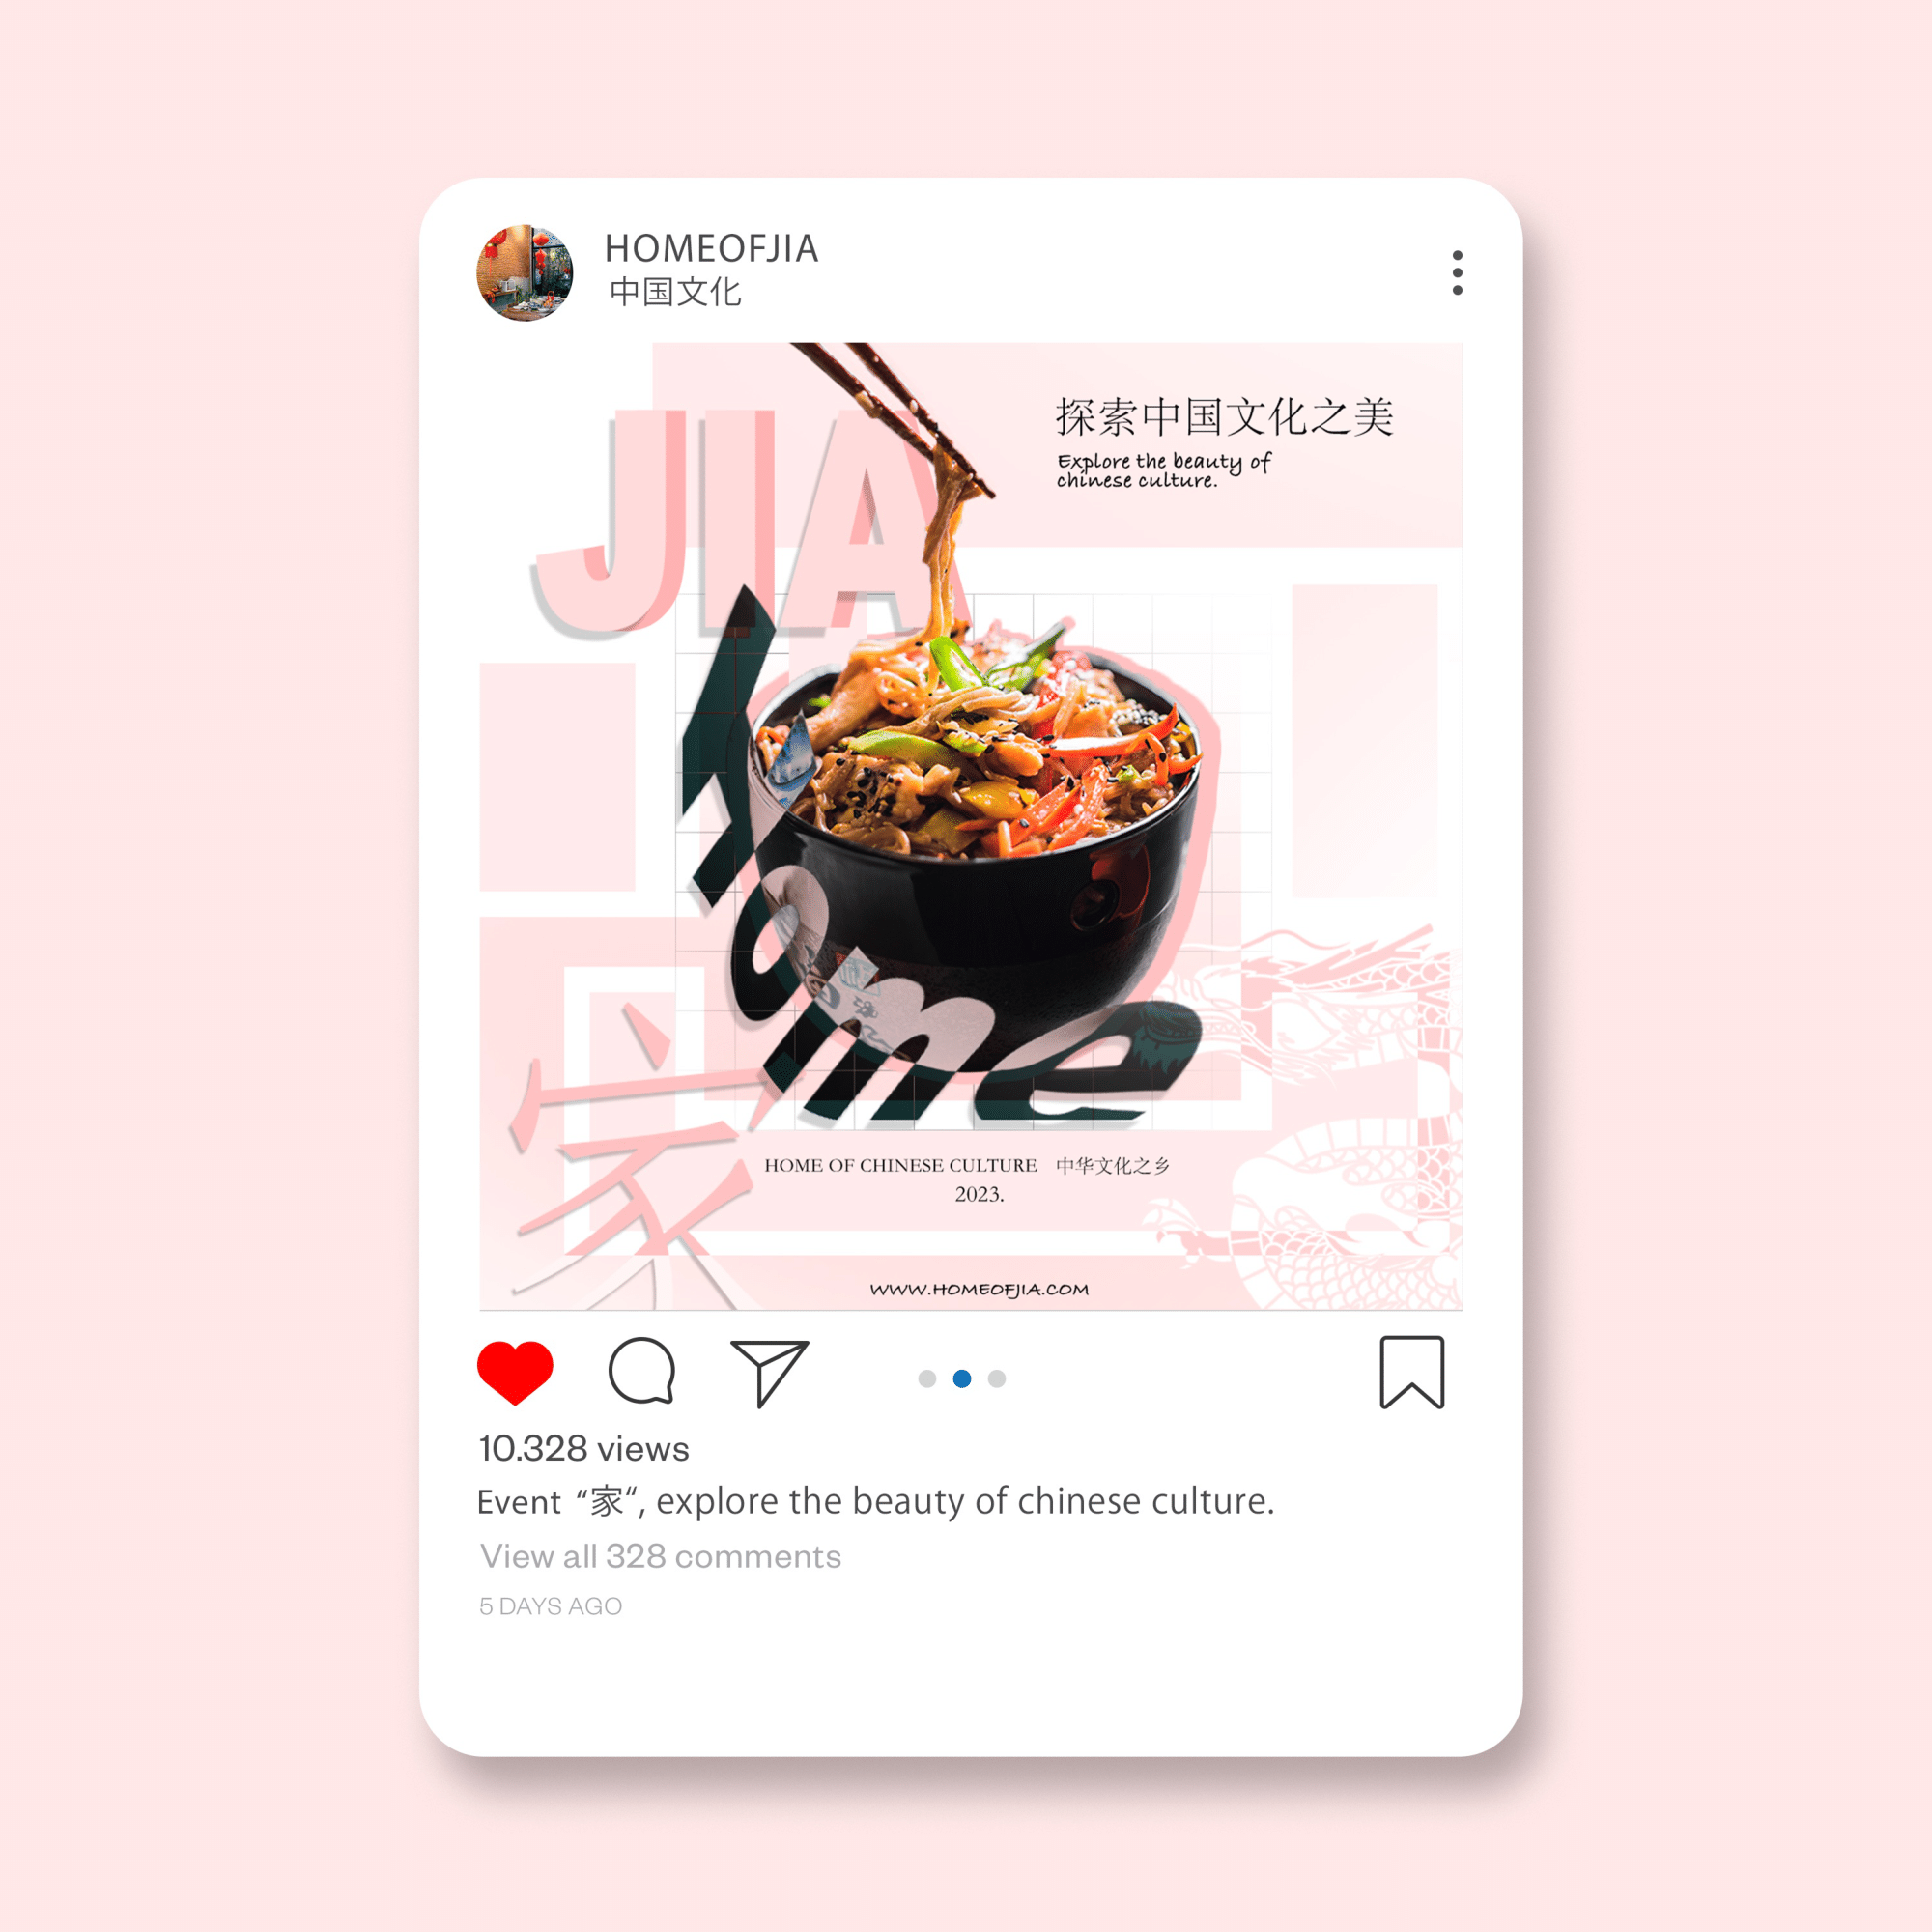 HOMEOFJIA
中国文化
探索中国文化之美
Explore the beauty of
chinese culture.
JIA
Home
家
HOME OF CHINESE CULTURE 中华文化之乡
2023.
WWW.HOMEOFJIA.COM
10.328 views
Event “家“, explore the beauty of chinese culture.
View all 328 comments
5 DAYS AGO